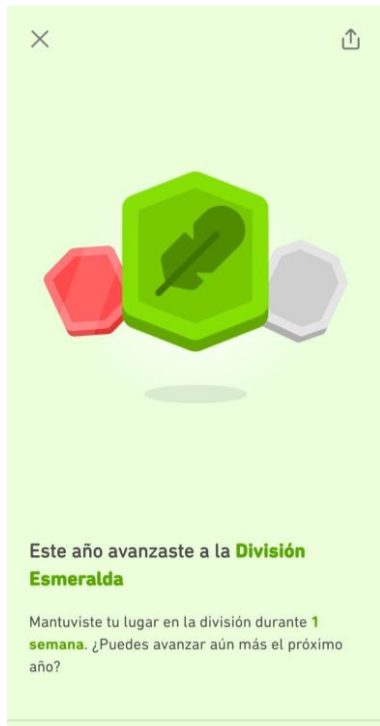 Este año avanzaste a la División
Esmeralda
Mantuviste tu lugar en la división durante 1
semana. ¿Puedes avanzar aún más el próximo
año?